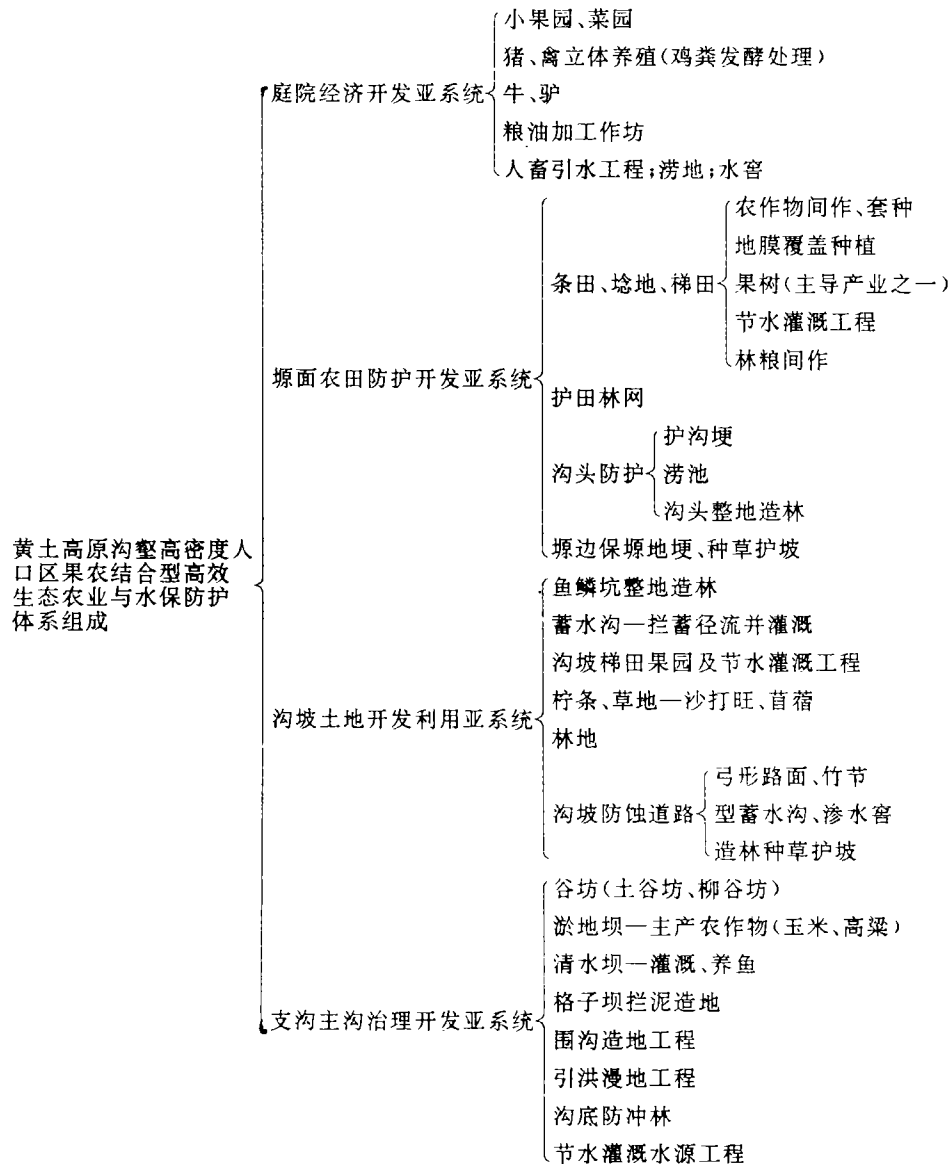 黄土高原沟壑高密度人
口区果农结合型高效
生态农业与水保防护
体系组成
庭院经济开发亚系统
小果园、菜园
猪、禽立体养殖(鸡粪发酵处理)
牛、驴
粮油加工作坊
人畜引水工程;涝地;水窖
塬面农田防护开发亚系统
条田、埝地、梯田
农作物间作、套种
地膜覆盖种植
果树(主导产业之一)
节水灌溉工程
林粮间作
护田林网
沟头防护
护沟埂
涝池
沟头整地造林
塬边保塬地埂、种草护坡
沟坡土地开发利用亚系统
鱼鳞坑整地造林
蓄水沟—拦蓄径流并灌溉
沟坡梯田果园及节水灌溉工程
柠条、草地—沙打旺、苜蓿
林地
沟坡防蚀道路
弓形路面、竹节
型蓄水沟、渗水窖
造林种草护坡
支沟主沟治理开发亚系统
谷坊(土谷坊、柳谷坊)
淤地坝—主产农作物(玉米、高粱)
清水坝—灌溉、养鱼
格子坝拦泥造地
围沟造地工程
引洪漫地工程
沟底防冲林
节水灌溉水源工程